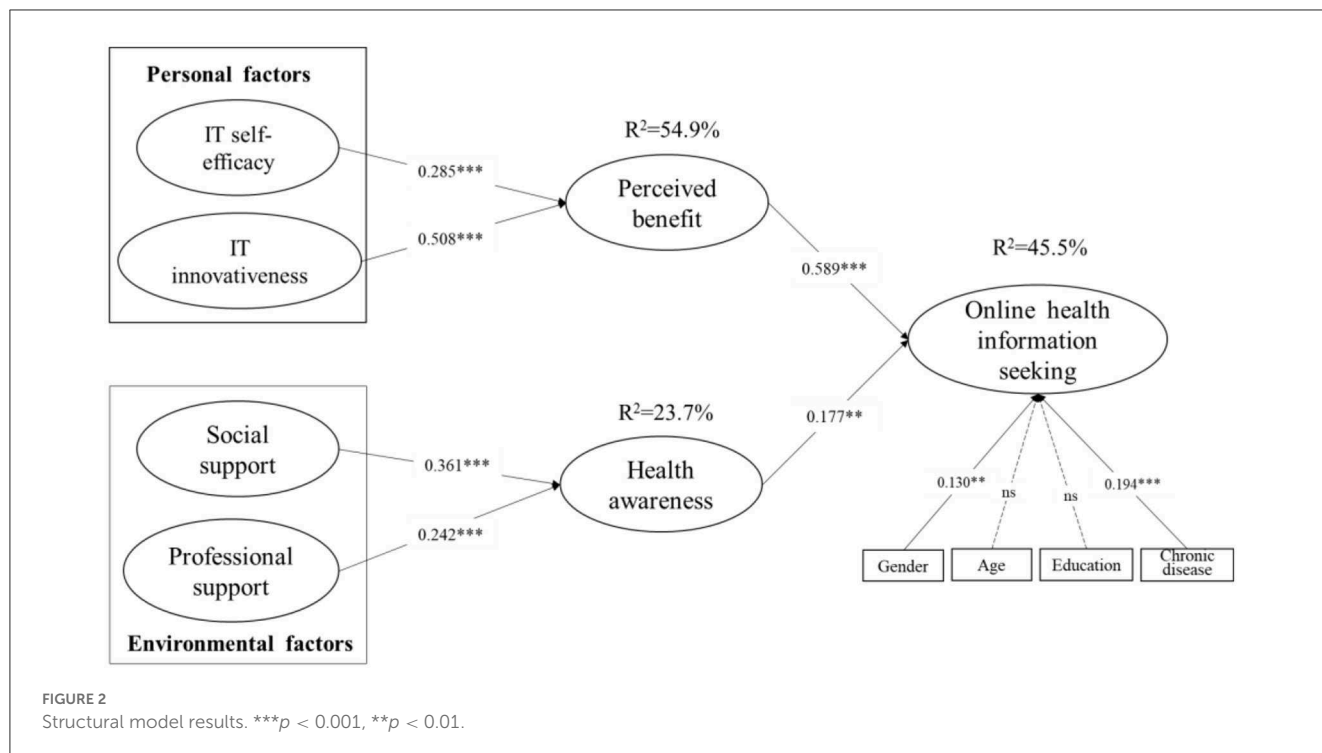 Personal factors
IT self-
efficacy
IT
innovativeness
0.285***
0.508***
R²=54.9%
Perceived
benefit
0.589***
R²=45.5%
Online health
information
seeking
Social
support
Professional
support
Environmental factors
0.361***
0.242***
R²=23.7%
Health
awareness
0.177**
0.130**
ns
ns
0.194***
Gender
Age
Education
Chronic
disease
FIGURE 2
Structural model results. ***p < 0.001, **p < 0.01.